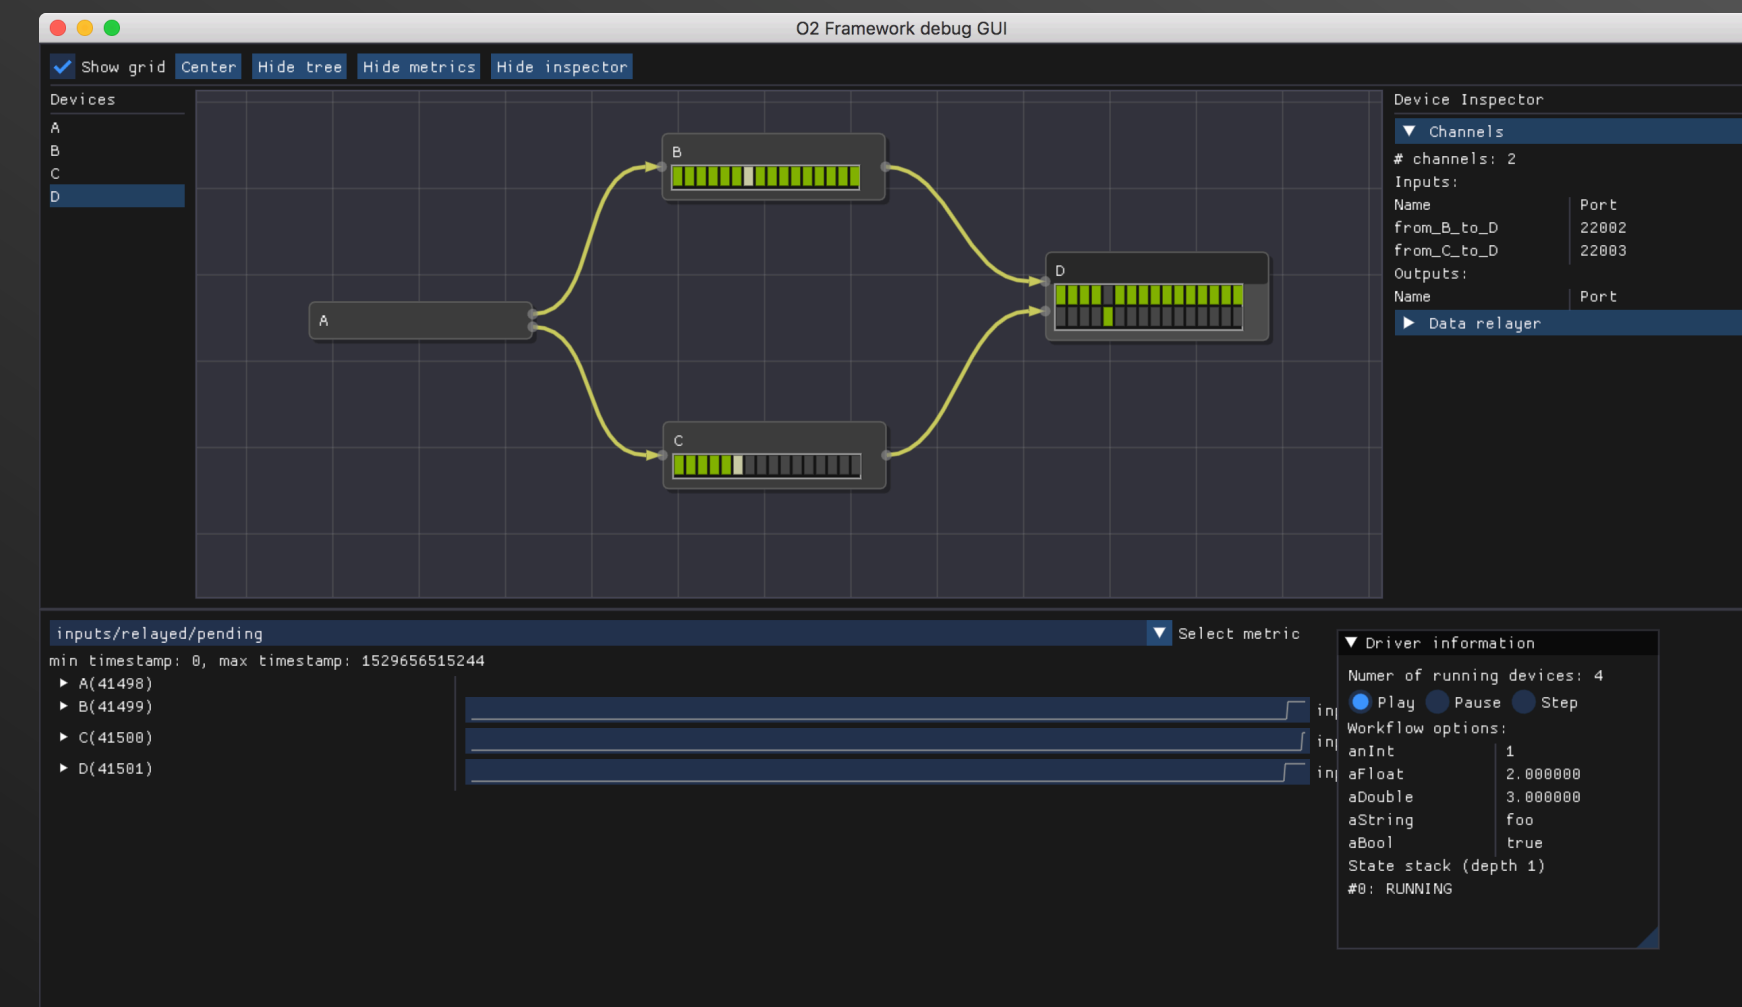 O2 Framework debug GUI
Show grid Center Hide tree Hide metrics Hide inspector
Devices
A
B
C
D
A
B
C
D
Device Inspector
Channels
# channels: 2
Inputs:
Name Port
from_B_to_D 22002
from_C_to_D 22003
Outputs:
Name Port
Data relayer
inputs/relayed/pending Select metric
min timestamp: 0, max timestamp: 1529656515244
A(41498)
B(41499)
C(41500)
D(41501)
Driver information
Numer of running devices: 4
Play Pause Step
Workflow options:
anInt 1
aFloat 2.000000
aDouble 3.000000
aString foo
aBool true
State stack (depth 1)
#0: RUNNING